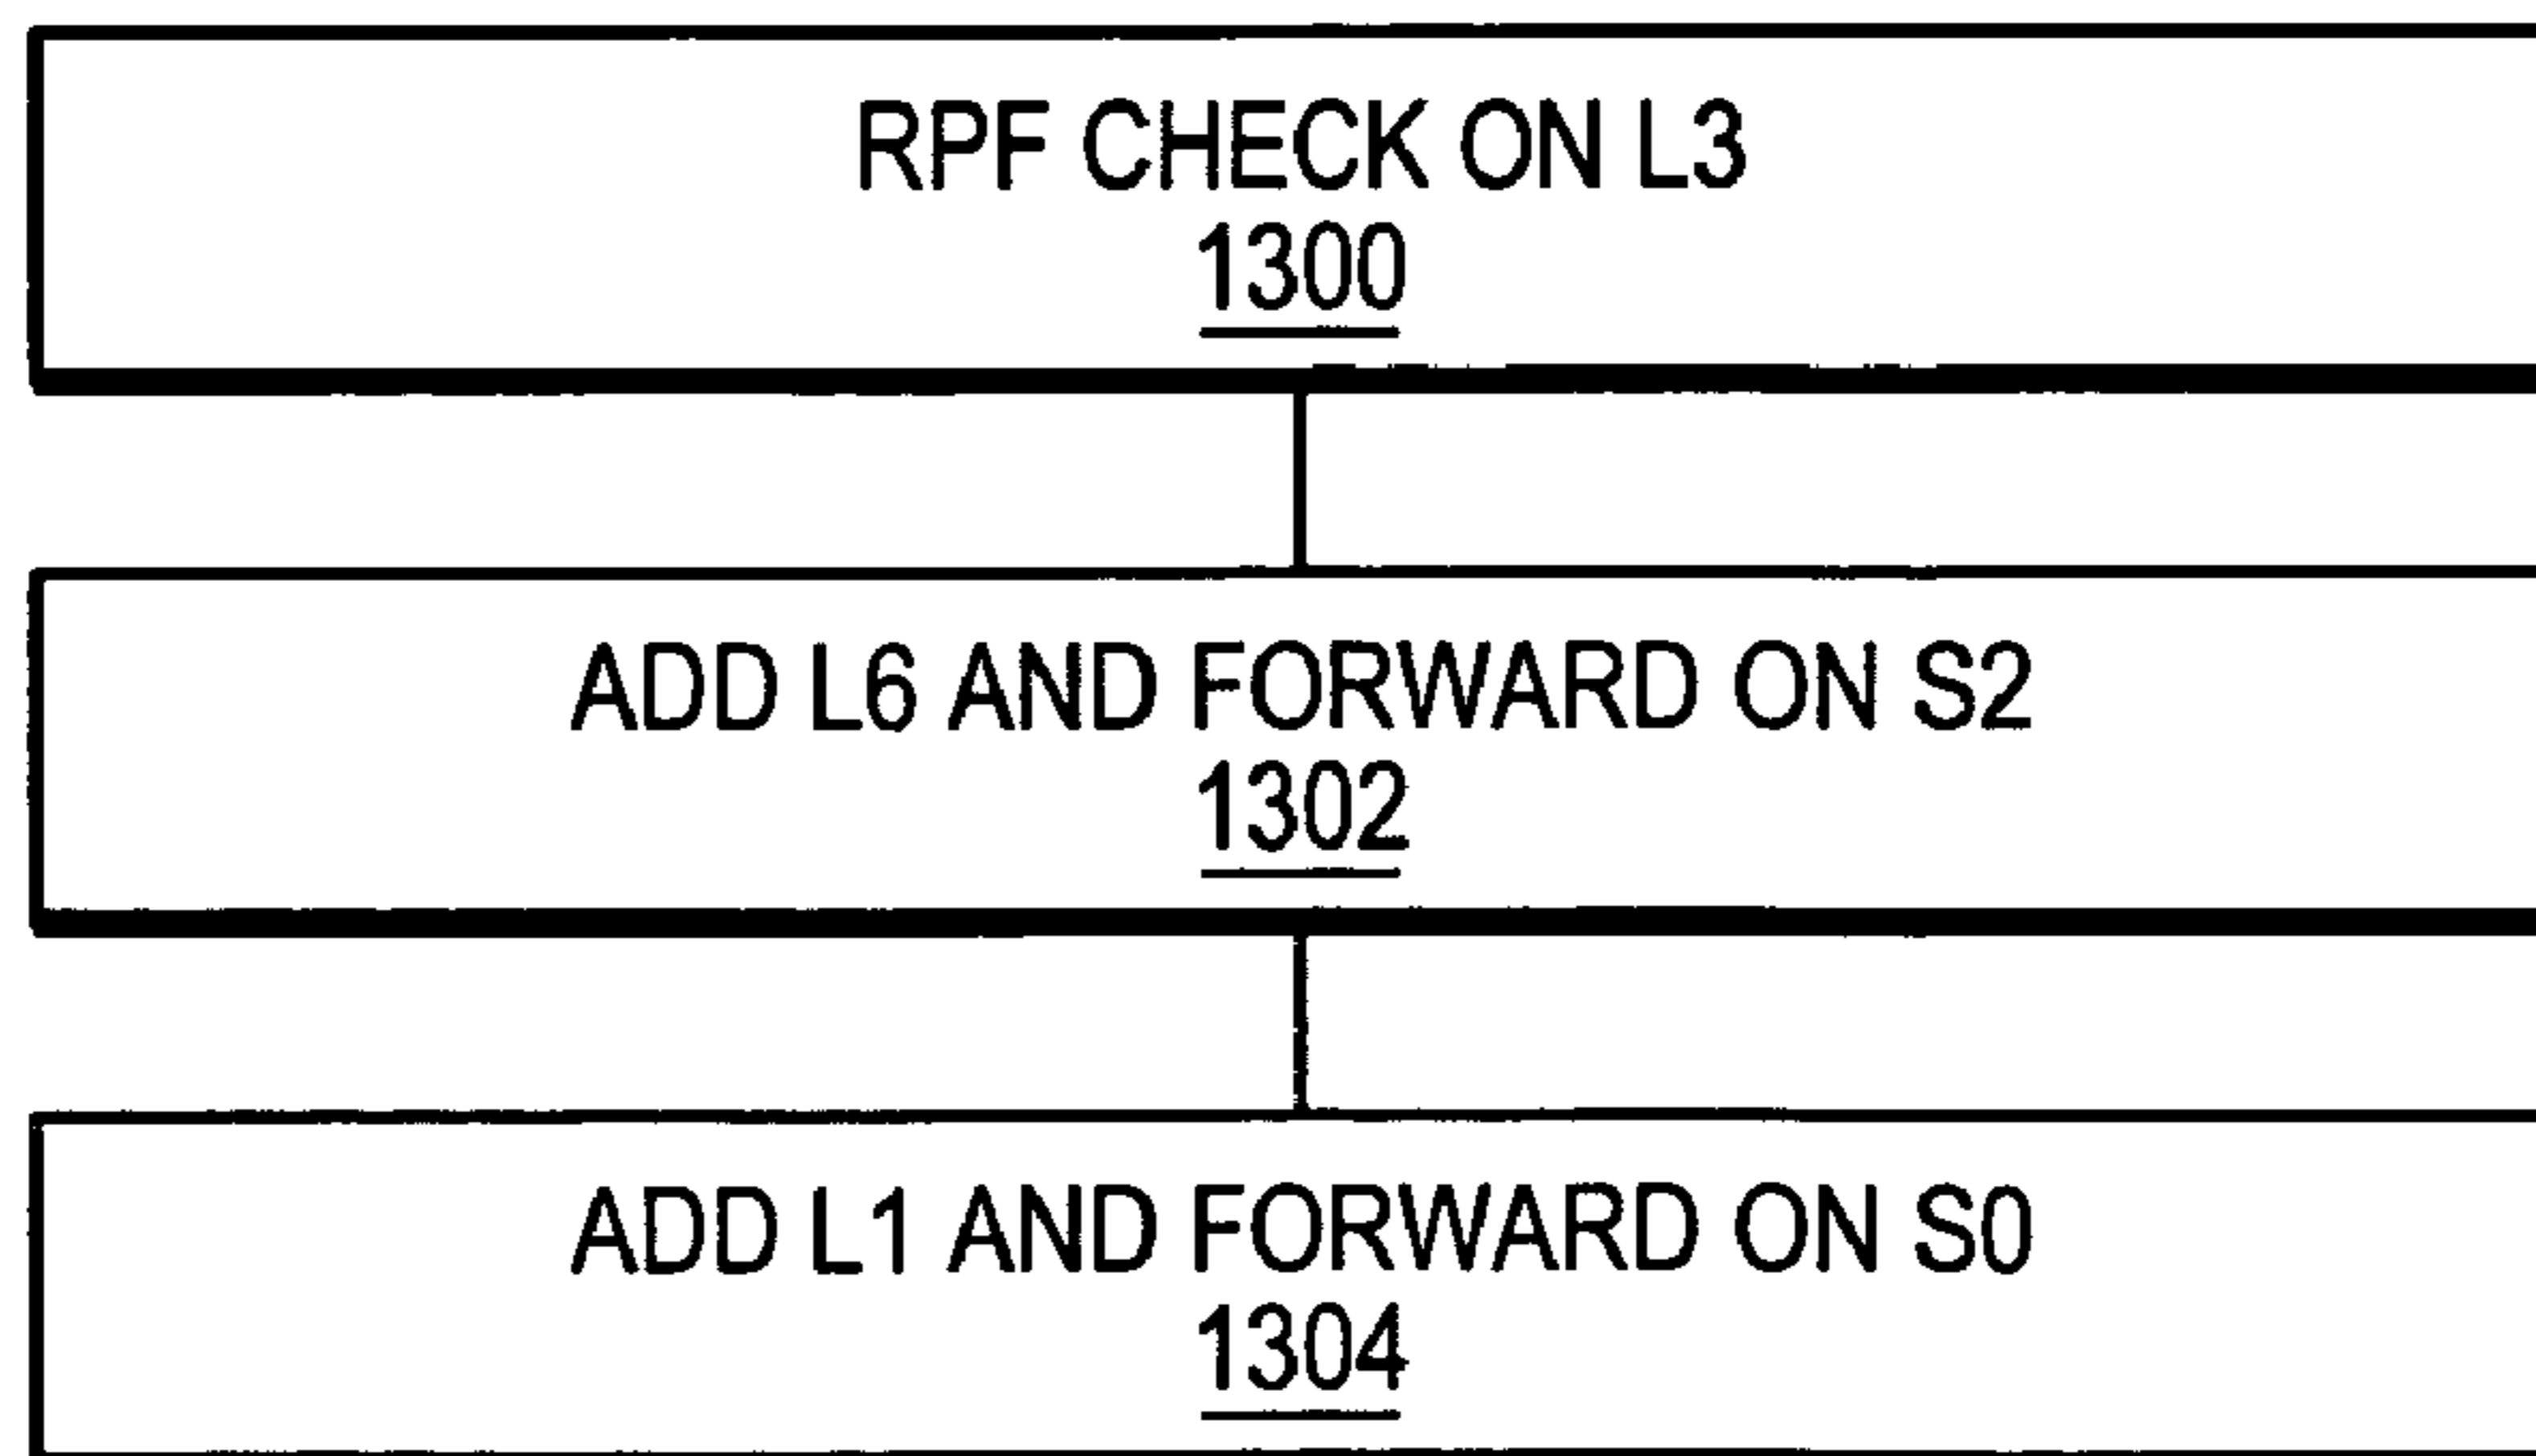 RPF CHECK ON L3
1300
ADD L6 AND FORWARD ON S2
1302
ADD L1 AND FORWARD ON S0
1304